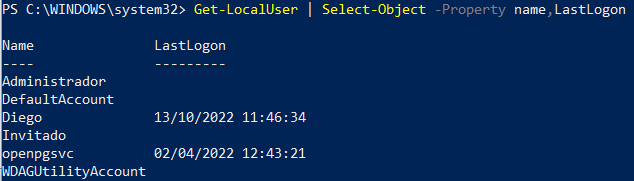 PS C:\WINDOWS\system32> Get-LocalUser | Select-Object -Property name,LastLogon
Name LastLogon
---- ---------
Administrador
DefaultAccount
Diego 13/10/2022 11:46:34
Invitado
openpgsvc 02/04/2022 12:43:21
WDAGUtilityAccount